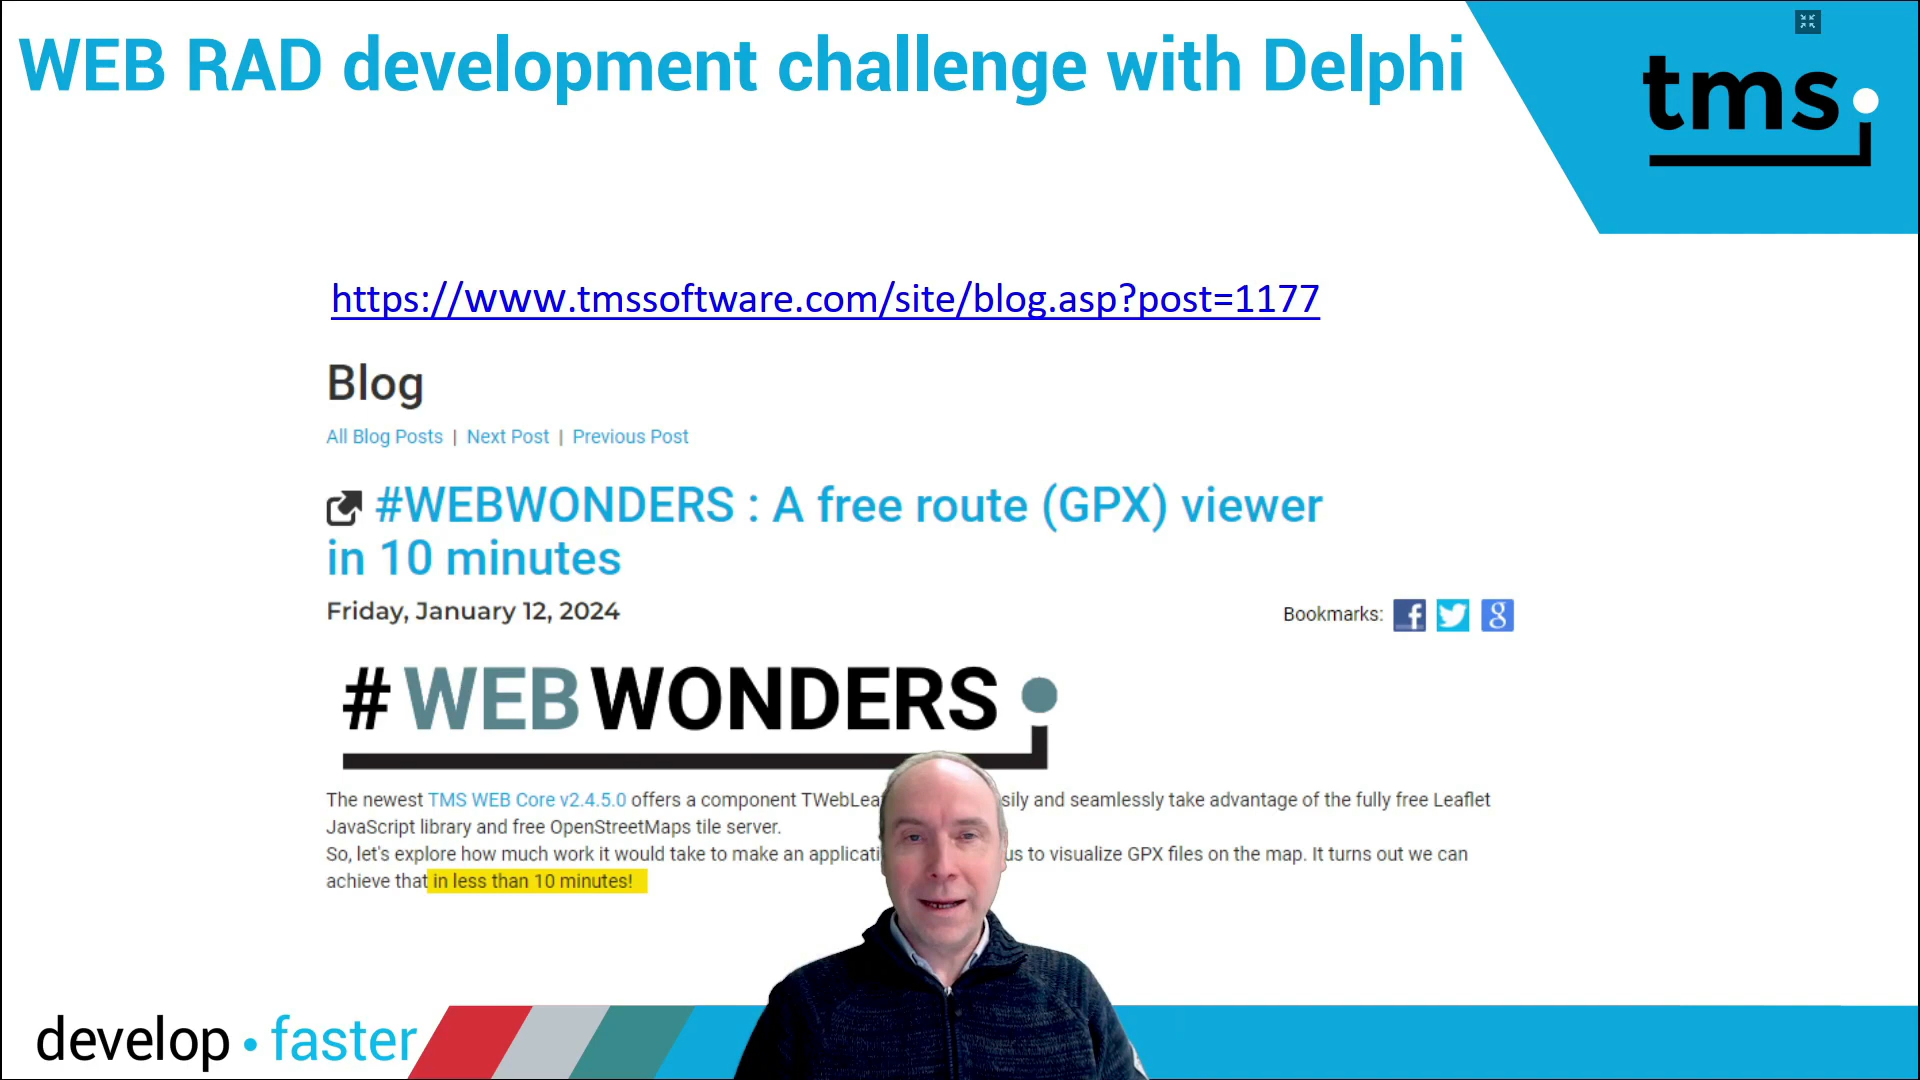 WEB RAD development challenge with Delphi
tms
https://www.tmssoftware.com/site/blog.asp?post=1177
Blog
All Blog Posts | Next Post | Previous Post
#WEBWONDERS : A free route (GPX) viewer
in 10 minutes
Friday, January 12, 2024
Bookmarks:
#WEBWONDERS
The newest TMS WEB Core v2.4.5.0 offers a component and seamlessly take advantage of the fully free Leaflet
JavaScript library and free OpenStreetMaps tile server.
So, let's explore how much work it would take to make an to visualize GPX files on the map. It turns out we can
achieve that in less than 10 minutes!
develop • faster